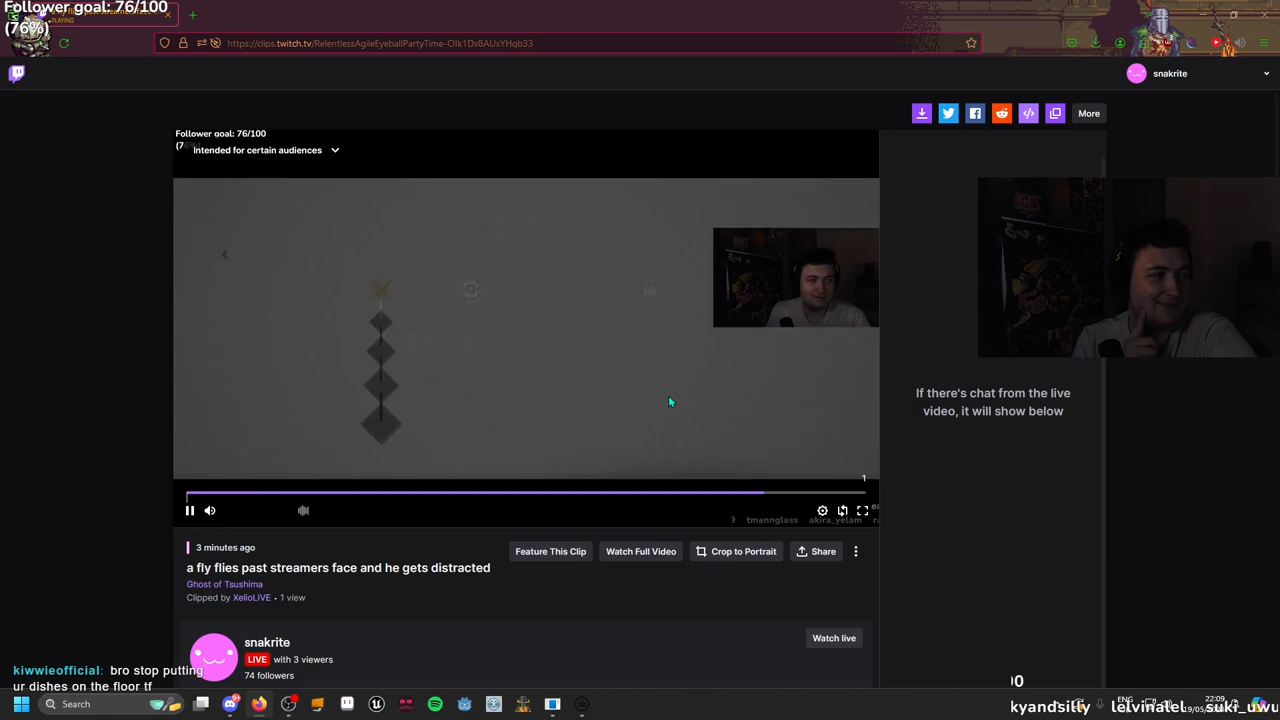 Follower goal: 76/100
(76%)
PLAYING
https://clips.twitch.tv/RelentlessAgileEyeballPartyTime-OIk1Dx8AUxYHqb33
snakrite
More
Follower goal: 76/100
Intended for certain audiences
If there's chat from the live
video, it will show below
1
tmannglass akira_yelam
3 minutes ago
Feature This Clip
Watch Full Video
Crop to Portrait
Share
a fly flies past streamers face and he gets distracted
Ghost of Tsushima
Clipped by XelioLIVE • 1 view
snakrite
Watch live
LIVE with 3 viewers
74 followers
kiwwieofficial: bro stop putting
ur dishes on the floor tf
Search
ENG
22:09
kyandsilly